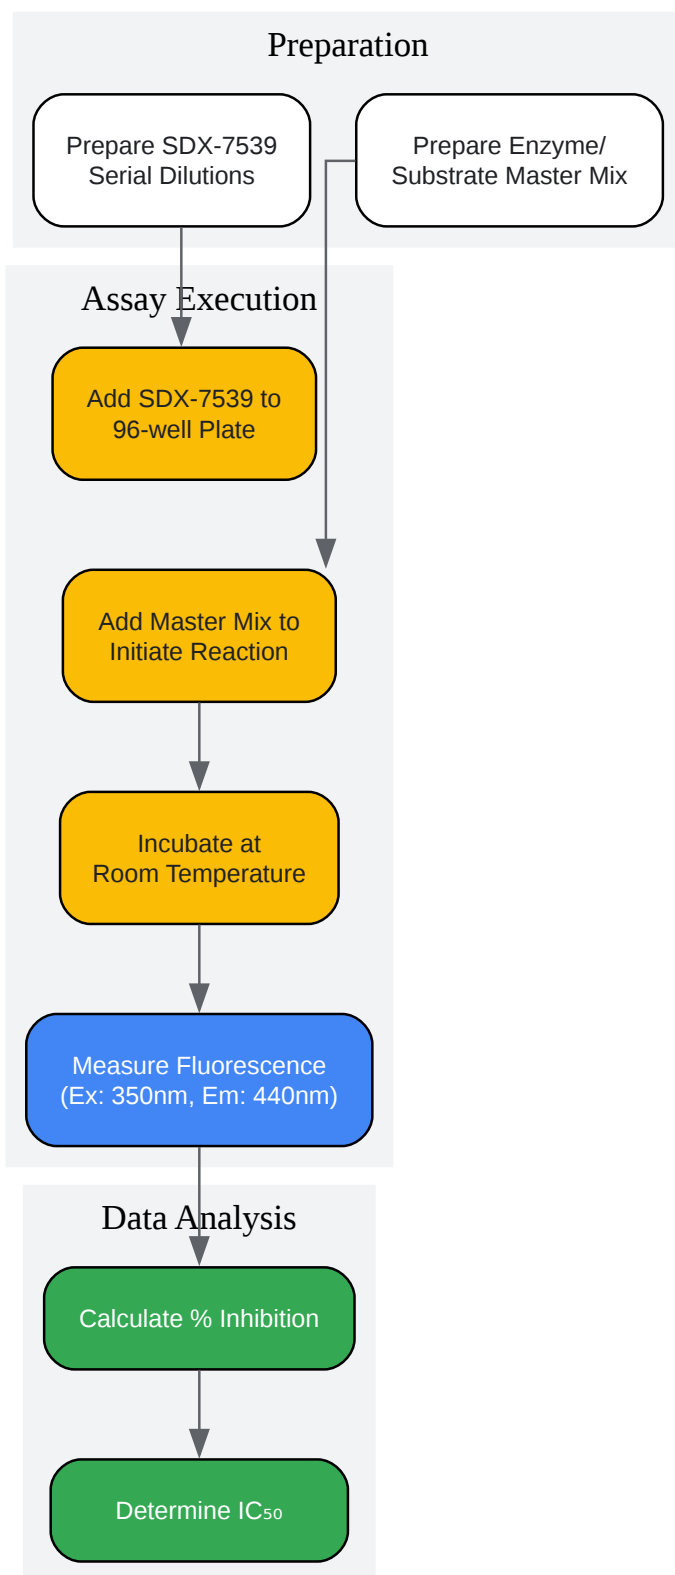 Preparation
Prepare SDX-7539
Serial Dilutions
Prepare Enzyme/
Substrate Master Mix
Assay Execution
Add SDX-7539 to
96-well Plate
Add Master Mix to
Initiate Reaction
Incubate at
Room Temperature
Measure Fluorescence
(Ex: 350nm, Em: 440nm)
Data Analysis
Calculate % Inhibition
Determine IC₅₀